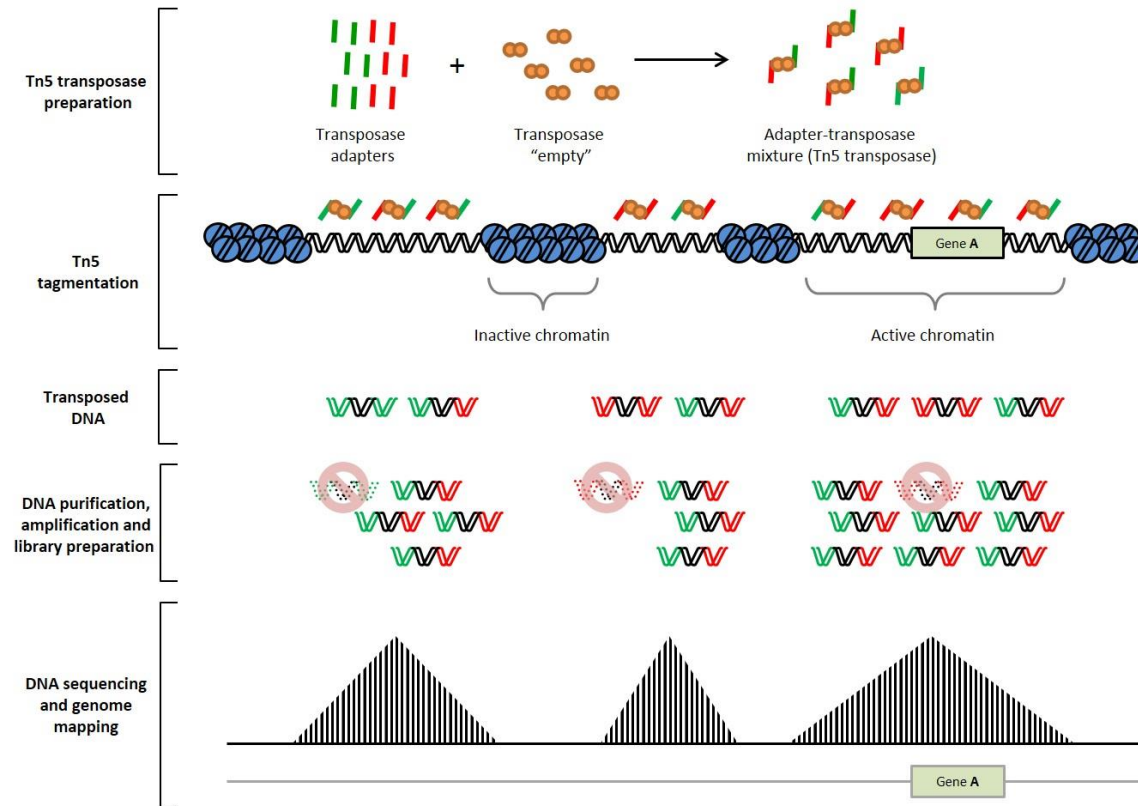 Tn5 transposase
preparation
+
Transposase
adapters
Transposase
“empty”
Adapter-transposase
mixture (Tn5 transposase)
Tn5
tagmentation
Gene A
Inactive chromatin
Active chromatin
Transposed
DNA
DNA purification,
amplification and
library preparation
DNA sequencing
and genome
mapping
Gene A